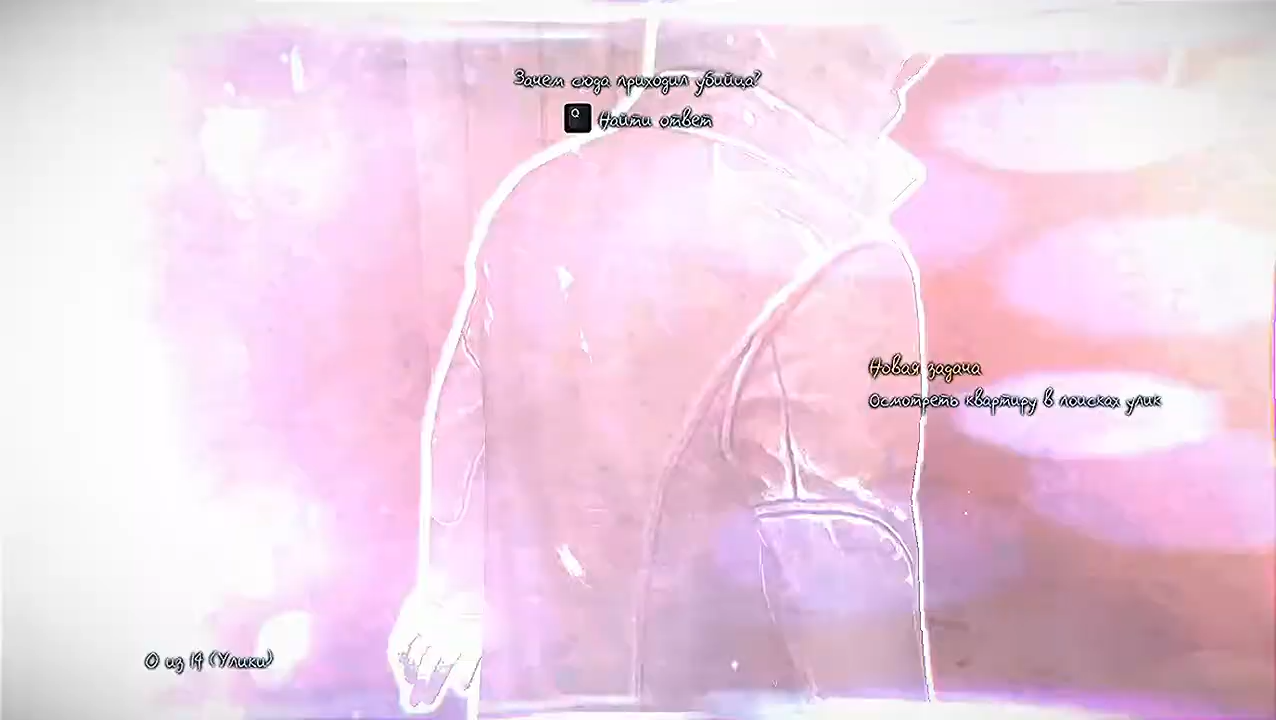 Зачем сюда приходил убийца?
Q Найти ответ
Новая задача
Осмотреть квартиру в поисках улик
0 из 14 (Улики)